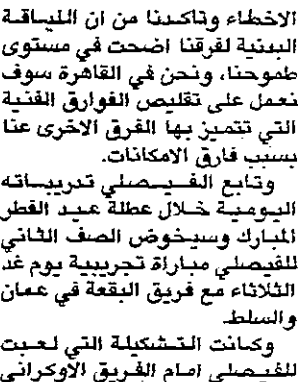 الاخطاء وتأكدنا من ان اللياقة
البدنية لفرقنا اضحت في مستوى
طموحنا، ونحن في القاهرة سوف
نعمل على تقليص الفوارق الفنية
التي تتميز بها الفرق الاخرى عنا
بسبب فارق الامكانات.
وتابع الفيصلي تدريباته
اليومية خلال عطلة عيد الفطر
المبارك وسيخوض الصف الثاني
للفيصلي مباراة تجريبية يوم غد
الثلاثاء مع فريق البقعة في عمان
والسلط.
وكانت التشكيلة التي لعبت
للفيصلي امام الفريق الاوكراني